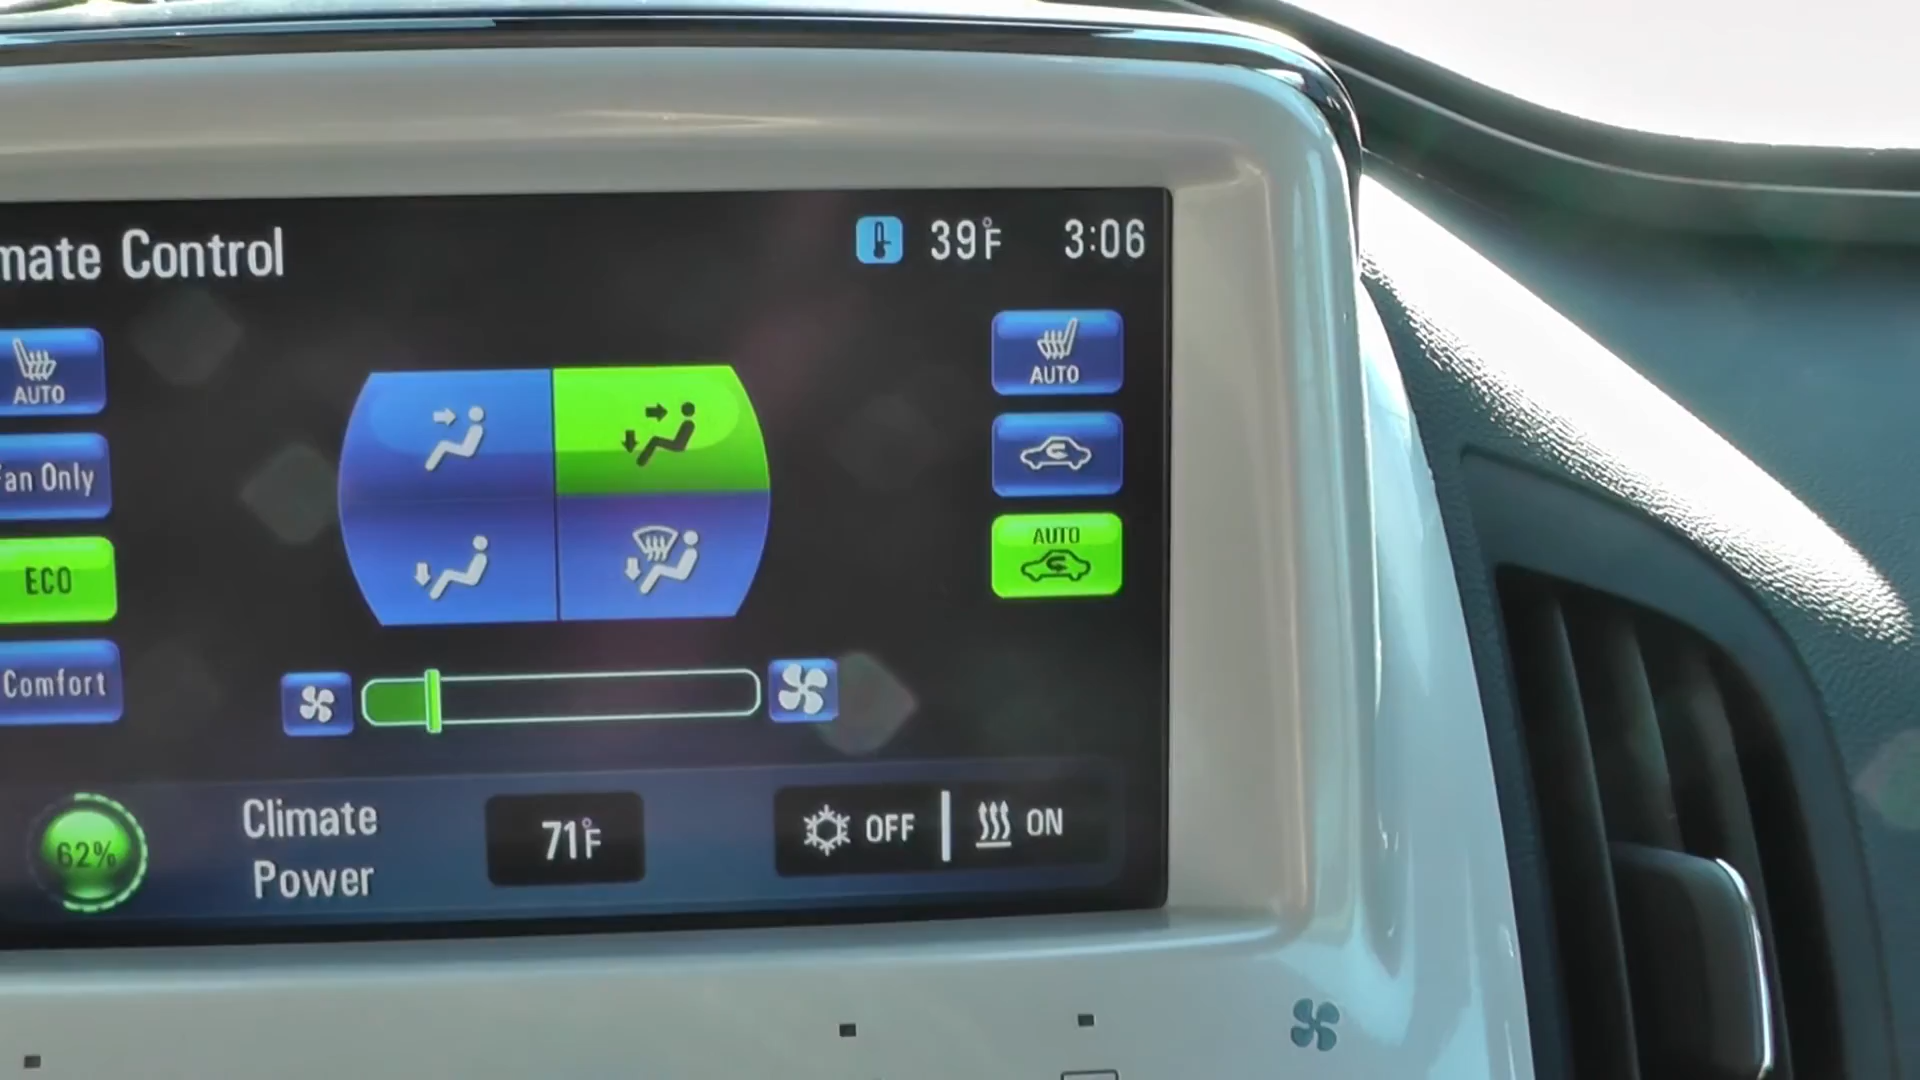 mate Control
39°F
3:06
AUTO
AUTO
Fan Only
AUTO
ECO
Comfort
62%
Climate
Power
71°F
OFF
ON